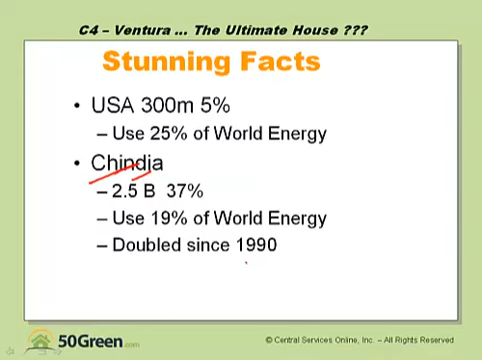 C4 – Ventura ... The Ultimate House ???
Stunning Facts
• USA 300m 5%
– Use 25% of World Energy
• Chindia
– 2.5 B 37%
– Use 19% of World Energy
– Doubled since 1990
50Green.com
© Central Services Online, Inc. – All Rights Reserved